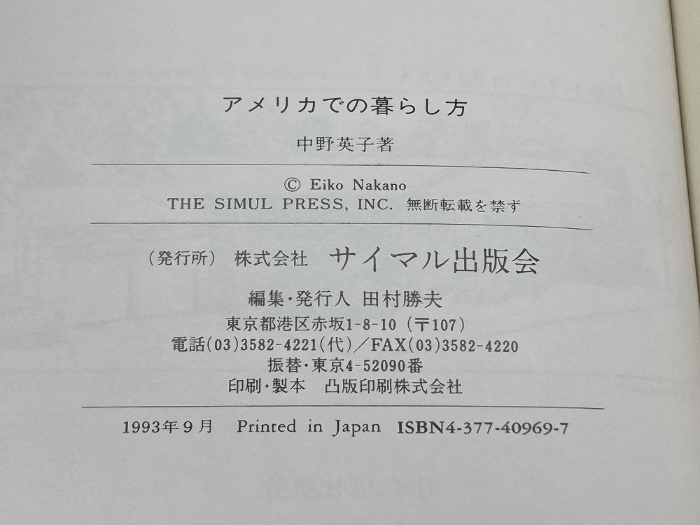 アメリカでの暮らし方
中野英子著
© Eiko Nakano
THE SIMUL PRESS, INC. 無断転載を禁ず
(発行所) 株式会社 サイマル出版会
編集・発行人 田村勝夫
東京都港区赤坂1-8-10 (〒107)
電話(03)3582-4221(代)/FAX(03)3582-4220
振替・東京4-52090番
印刷・製本 凸版印刷株式会社
1993年9月 Printed in Japan ISBN4-377-40969-7